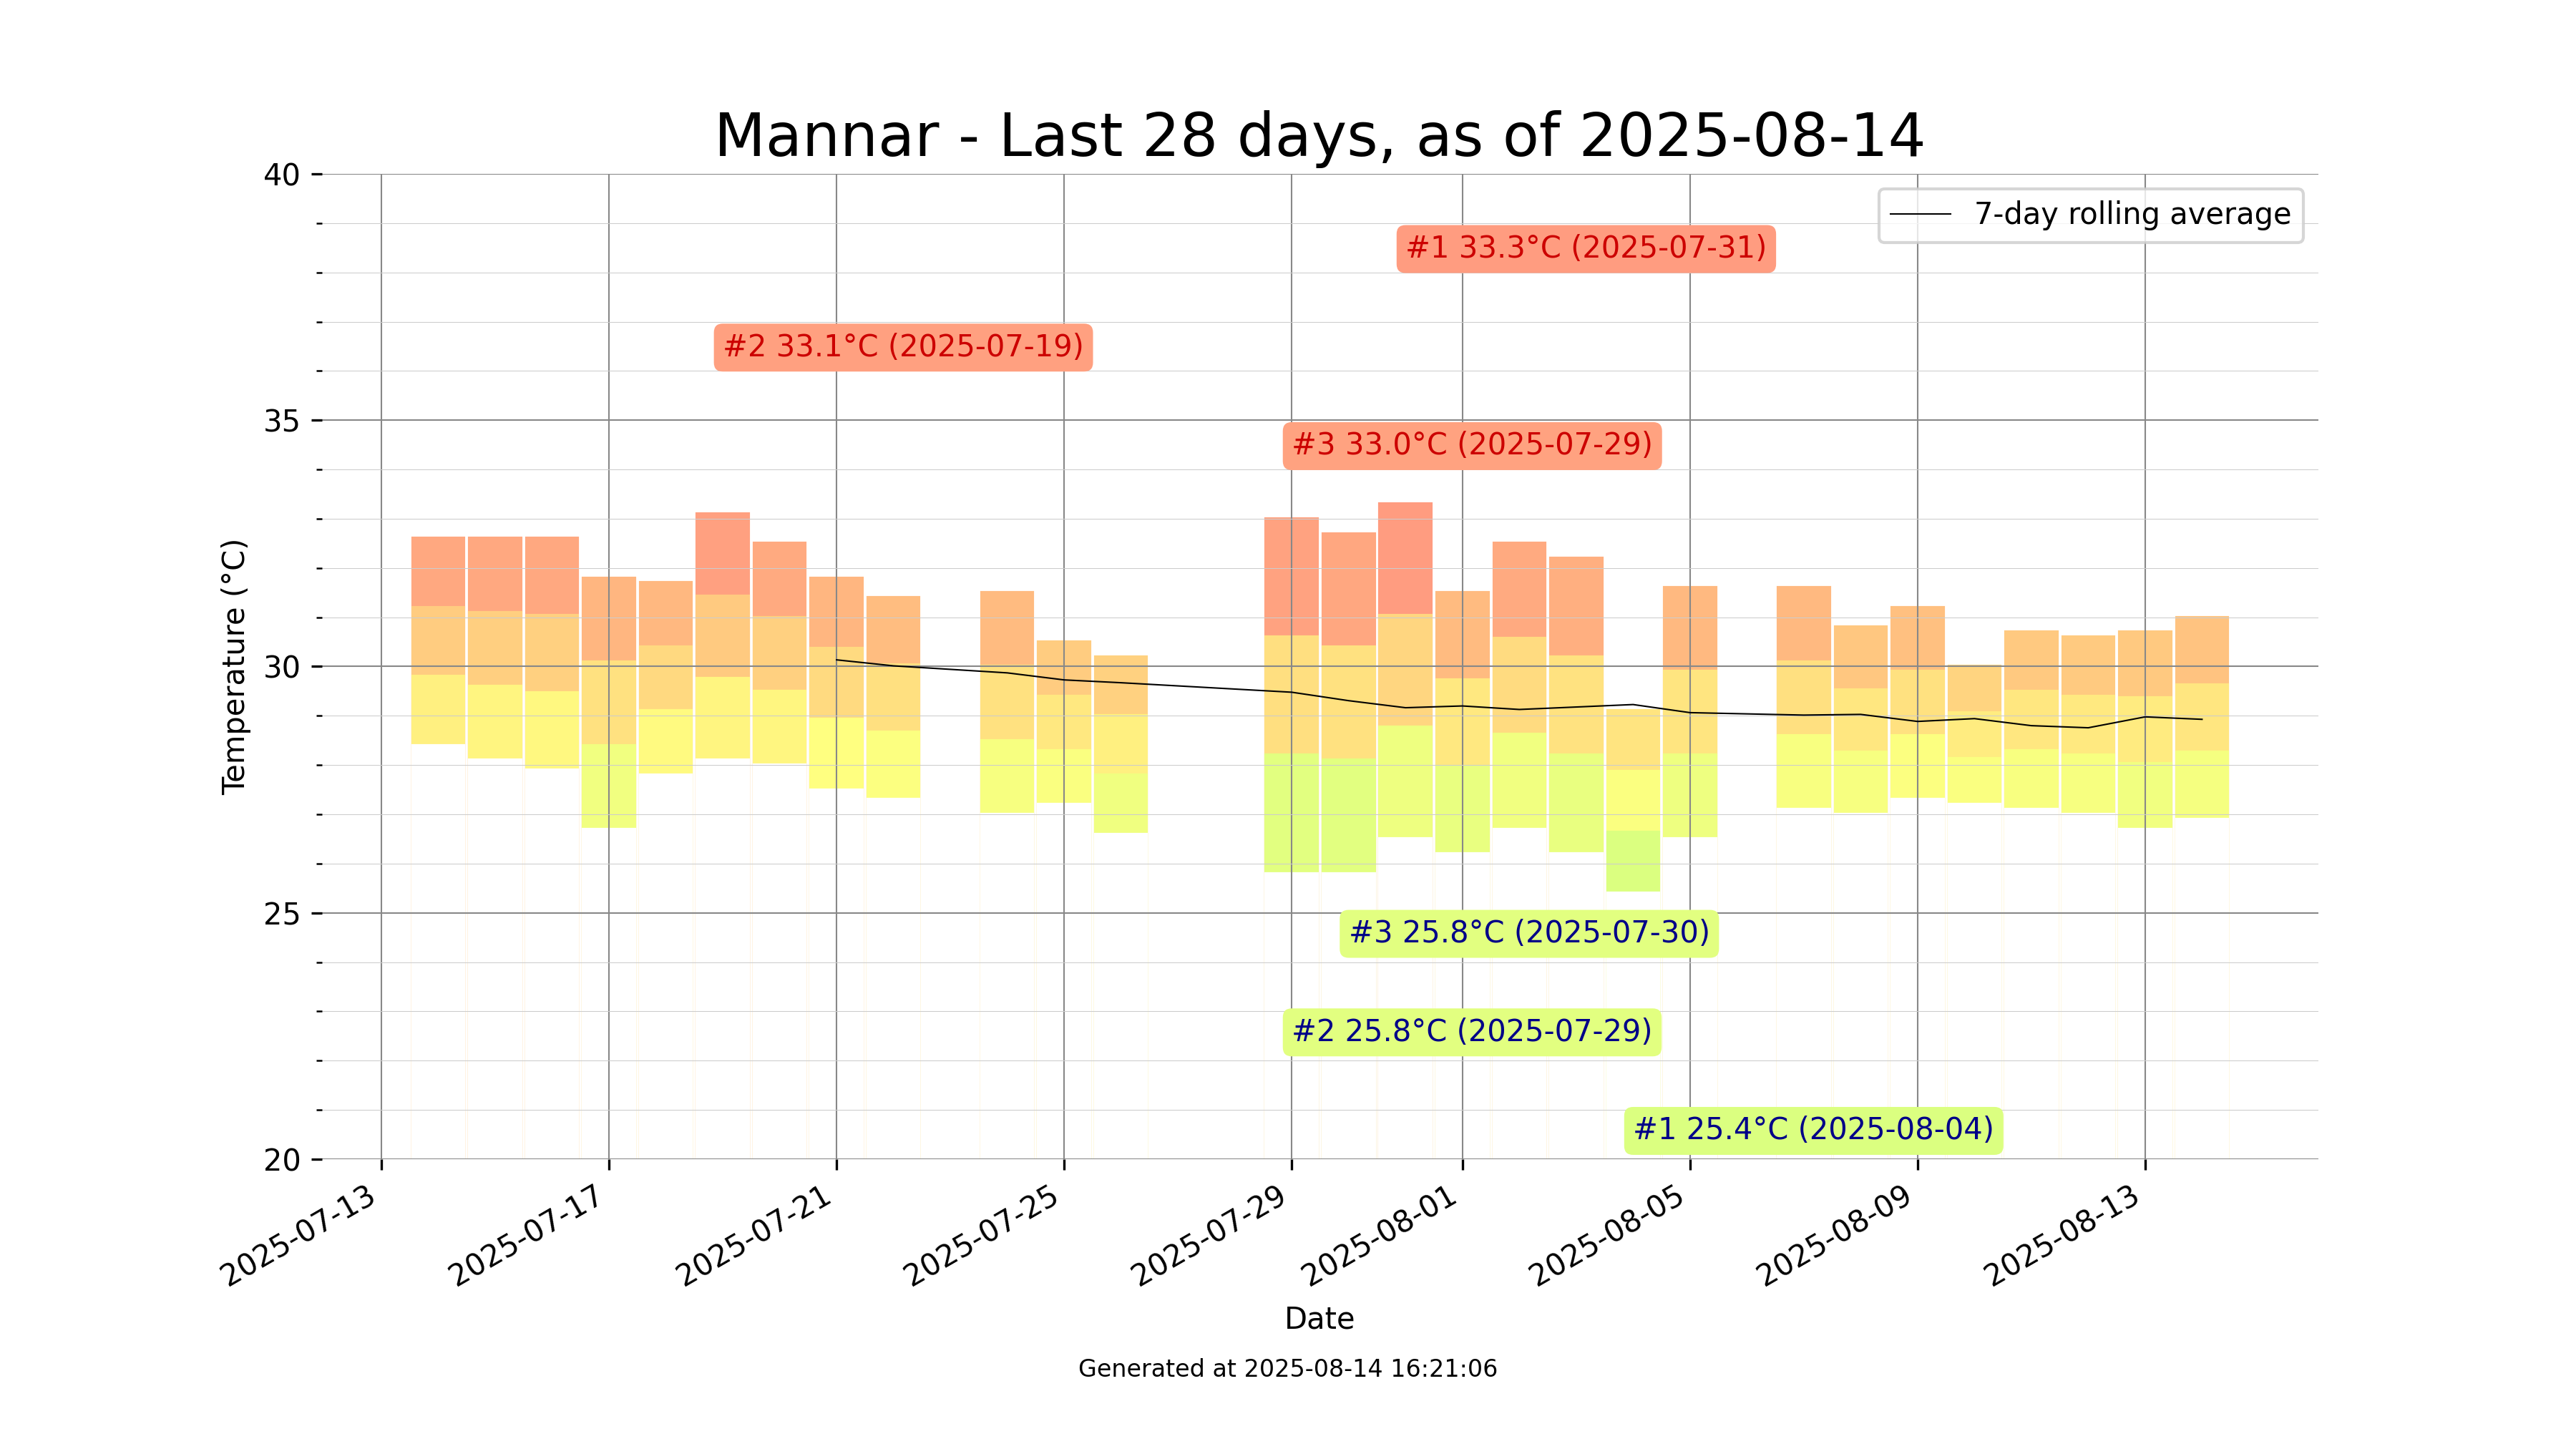 Mannar - Last 28 days, as of 2025-08-14
40
7-day rolling average
#1 33.3°C (2025-07-31)
#2 33.1°C (2025-07-19)
35
#3 33.0°C (2025-07-29)
Temperature (°C)
30
25
#3 25.8°C (2025-07-30)
#2 25.8°C (2025-07-29)
#1 25.4°C (2025-08-04)
20
2025-07-13
2025-07-17
2025-07-21
2025-07-25
2025-07-29
2025-08-01
2025-08-05
2025-08-09
2025-08-13
Date
Generated at 2025-08-14 16:21:06